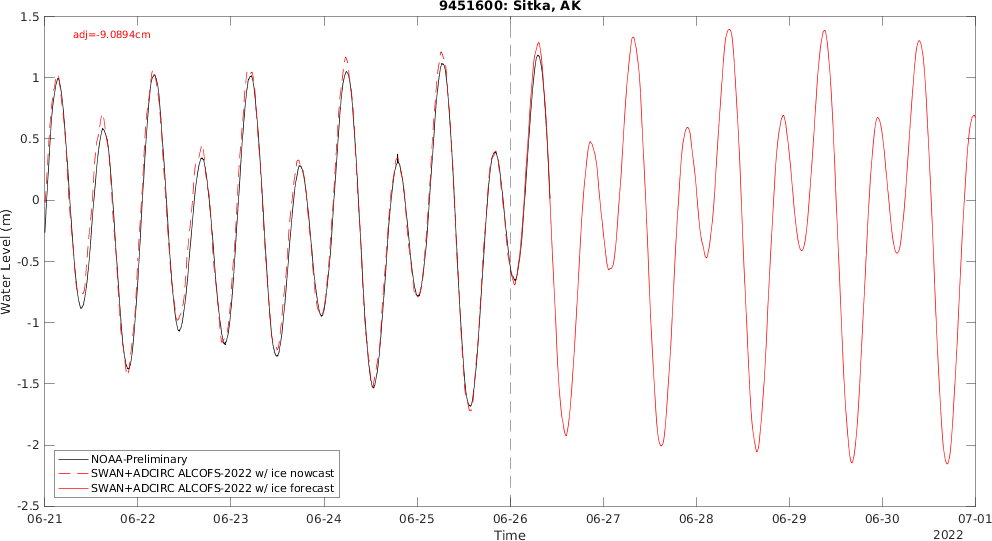 9451600: Sitka, AK
adj=-9.0894cm
1.5
1
0.5
0
-0.5
-1
-1.5
-2
-2.5
Water Level (m)
NOAA-Preliminary
SWAN+ADCIRC ALCOFS-2022 w/ ice nowcast
SWAN+ADCIRC ALCOFS-2022 w/ ice forecast
06-21 06-22 06-23 06-24 06-25 06-26 06-27 06-28 06-29 06-30 07-01
Time
2022